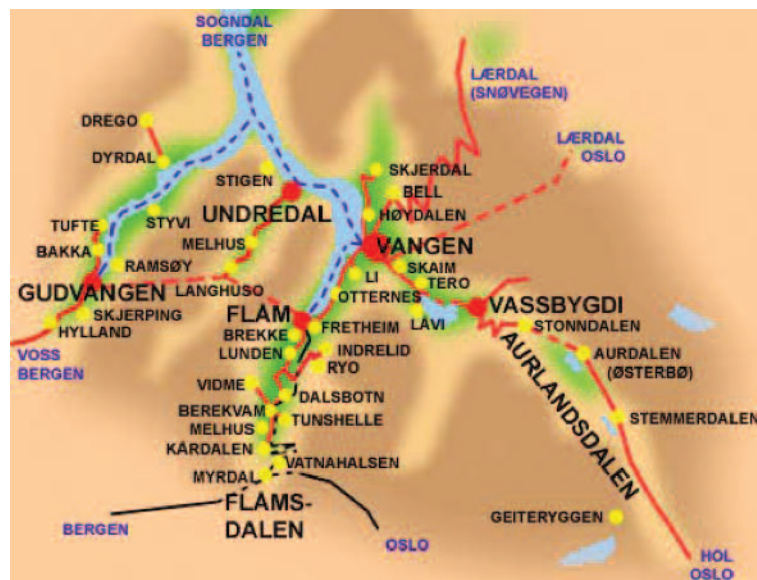 SOGNDAL
BERGEN
LÆRDAL
(SNØVEGEN)
DREGO
LÆRDAL
OSLO
DYRDAL
SKJERDAL
STIGEN
BELL
UNDREDAL
HØYDALEN
TUFTE
STYVI
MELHUS
VANGEN
BAKKA
RAMSØY
SKAIM
LI
TERO
GUDVANGEN
LANGHUSO
OTTERNES
VASSBYGDI
SKJERPING
FLÅM
LAVI
HYLLAND
BREKKE
FRETHEIM
STONNDALEN
VOSS
BERGEN
LUNDEN
INDRELID
RYO
AURDALEN
(ØSTERBØ)
VIDME
DALSBOTN
BEREKVAM
TUNSHELLE
STEMMERDALEN
MELHUS
AURLANDSDALEN
KÅRDALEN
VATNAHALSEN
MYRDAL
FLÅMS-
DALEN
BERGEN
OSLO
GEITERYGGEN
HOL
OSLO